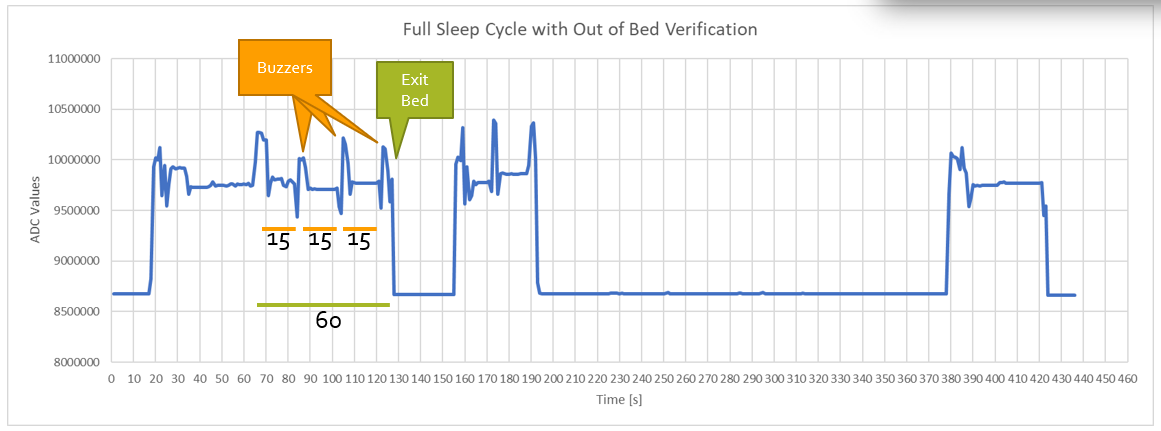 Full Sleep Cycle with Out of Bed Verification
11000000
10500000
10000000
9500000
9000000
8500000
8000000
ADC Values
Buzzers
Exit
Bed
15 15 15
60
0 10 20 30 40 50 60 70 80 90 100 110 120 130 140 150 160 170 180 190 200 210 220 230 240 250 260 270 280 290 300 310 320 330 340 350 360 370 380 390 400 410 420 430 440 450 460
Time [s]